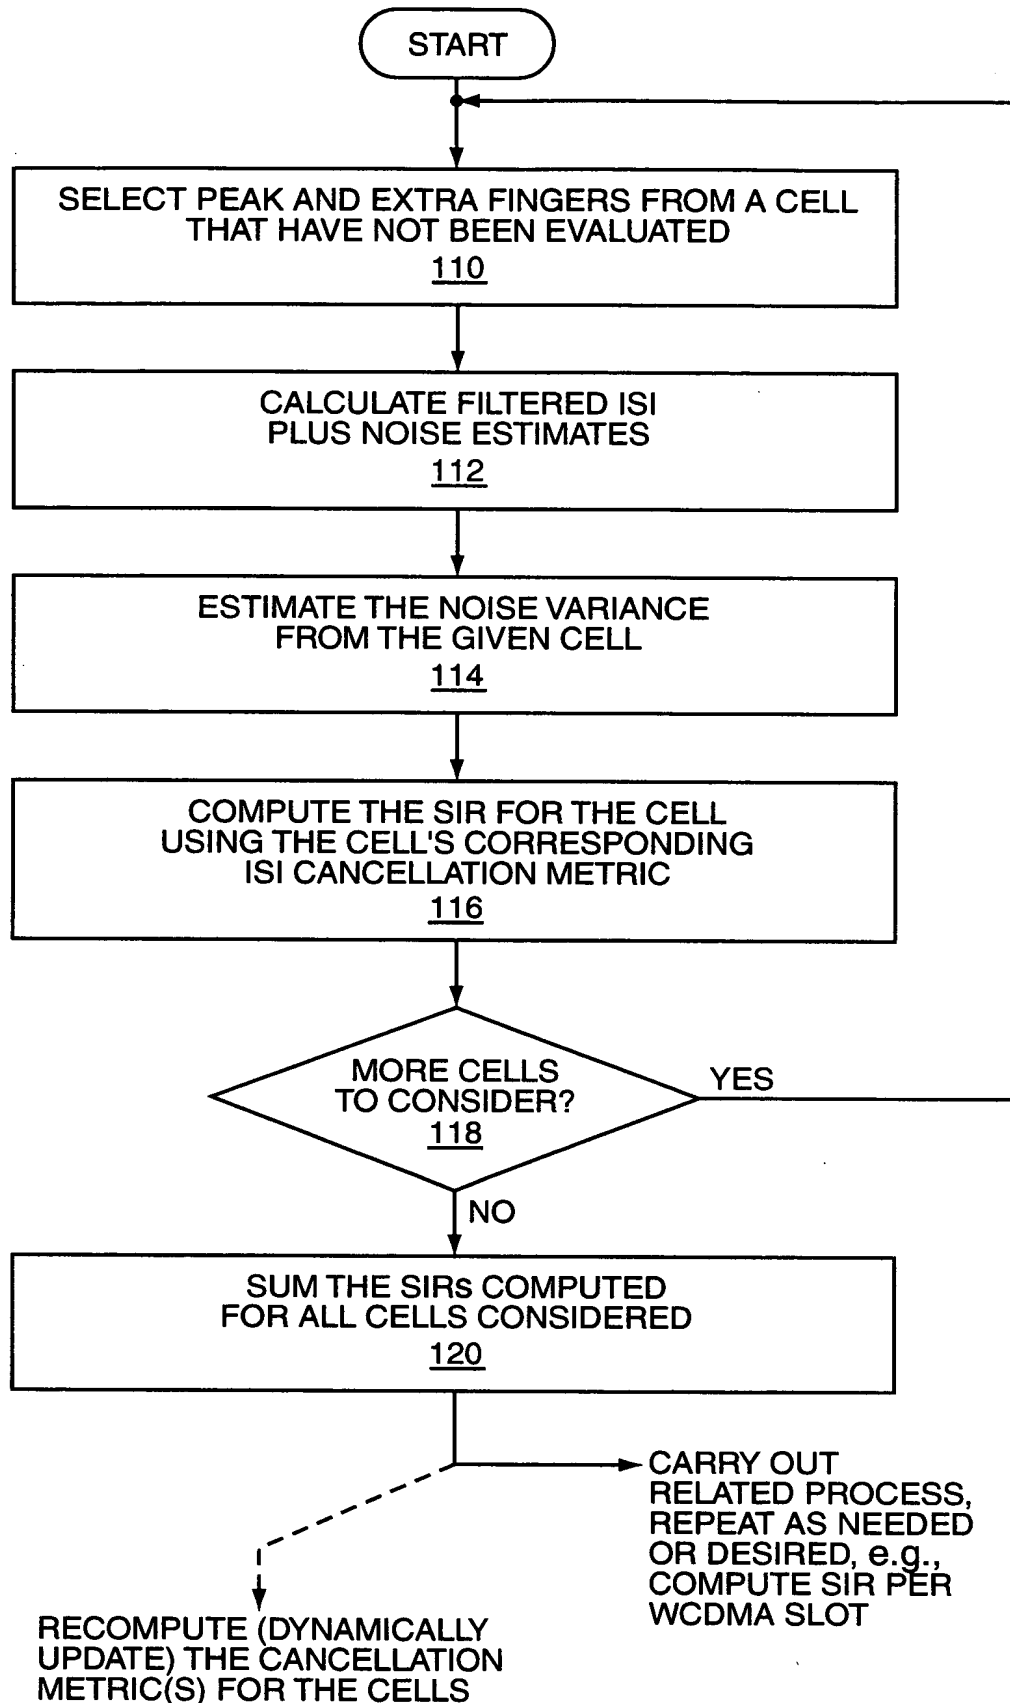 START
SELECT PEAK AND EXTRA FINGERS FROM A CELL
THAT HAVE NOT BEEN EVALUATED
110
CALCULATE FILTERED ISI
PLUS NOISE ESTIMATES
112
ESTIMATE THE NOISE VARIANCE
FROM THE GIVEN CELL
114
COMPUTE THE SIR FOR THE CELL
USING THE CELL'S CORRESPONDING
ISI CANCELLATION METRIC
116
MORE CELLS
TO CONSIDER?
118
YES
NO
SUM THE SIRs COMPUTED
FOR ALL CELLS CONSIDERED
120
CARRY OUT
RELATED PROCESS,
REPEAT AS NEEDED
OR DESIRED, e.g.,
COMPUTE SIR PER
WCDMA SLOT
RECOMPUTE (DYNAMICALLY
UPDATE) THE CANCELLATION
METRIC(S) FOR THE CELLS